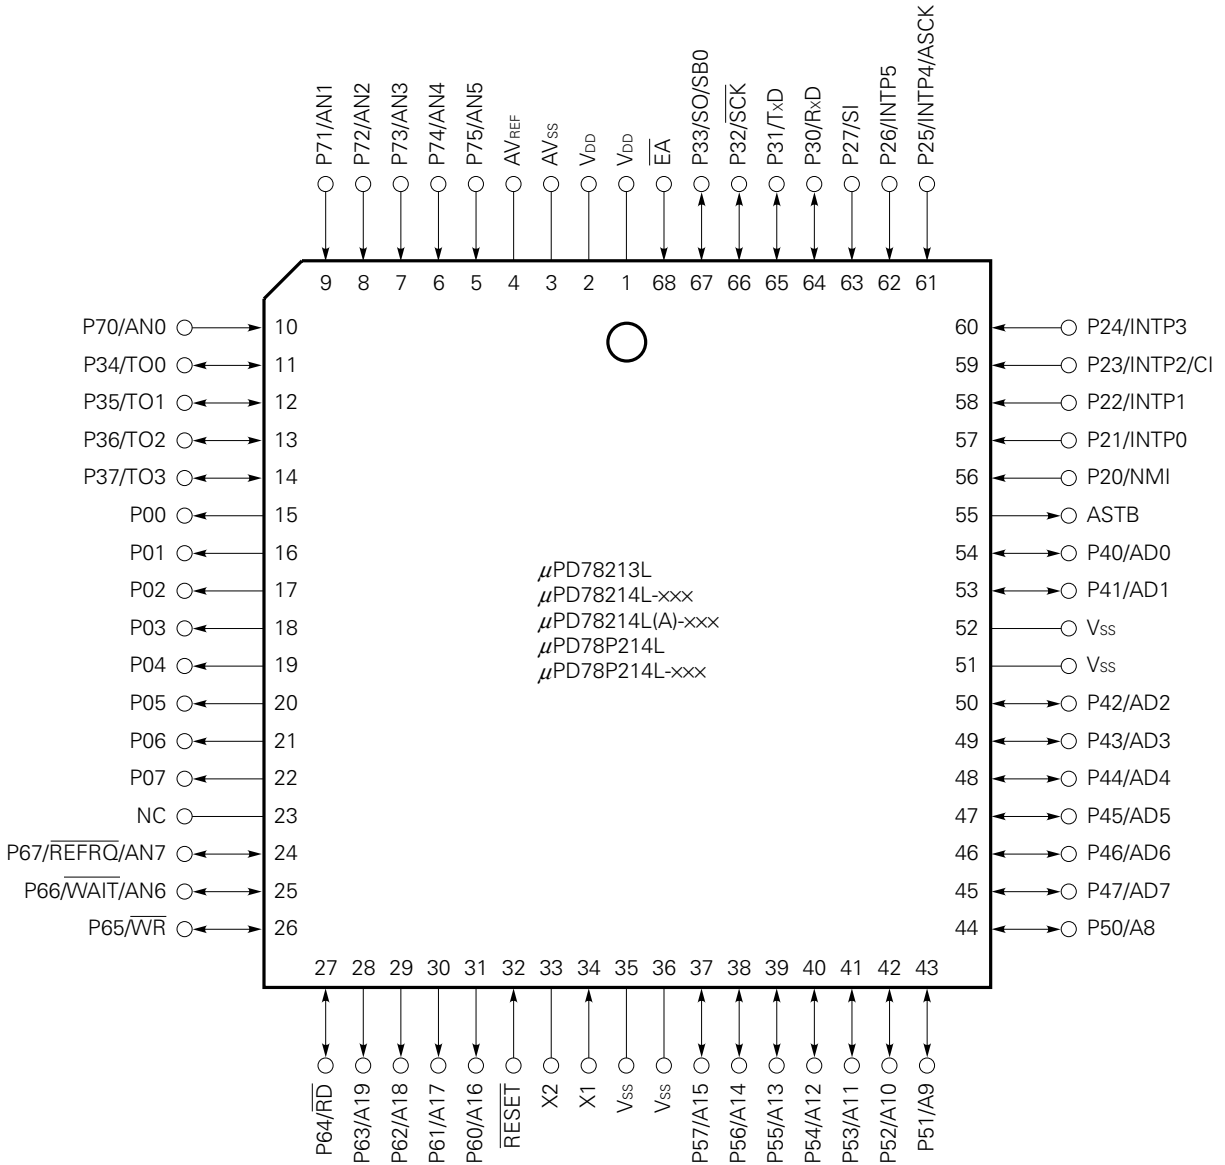 P71/AN1
P72/AN2
P73/AN3
P74/AN4
P75/AN5
AVREF
AVSS
VDD
VDD
EA
P33/SO/SB0
P32/SCK
P31/TxD
P30/RxD
P27/SI
P26/INTP5
P25/INTP4/ASCK
9 8 7 6 5 4 3 2 1 68 67 66 65 64 63 62 61
P70/AN0 10
P34/TO0 11
P35/TO1 12
P36/TO2 13
P37/TO3 14
P00 15
P01 16
P02 17
P03 18
P04 19
P05 20
P06 21
P07 22
NC 23
P67/REFRQ/AN7 24
P66/WAIT/AN6 25
P65/WR 26
μPD78213L
μPD78214L-×××
μPD78214L(A)-×××
μPD78P214L
μPD78P214L-×××
60 P24/INTP3
59 P23/INTP2/CI
58 P22/INTP1
57 P21/INTP0
56 P20/NMI
55 ASTB
54 P40/AD0
53 P41/AD1
52 VSS
51 VSS
50 P42/AD2
49 P43/AD3
48 P44/AD4
47 P45/AD5
46 P46/AD6
45 P47/AD7
44 P50/A8
27 28 29 30 31 32 33 34 35 36 37 38 39 40 41 42 43
P64/RD
P63/A19
P62/A18
P61/A17
P60/A16
RESET
X2
X1
VSS
VSS
P57/A15
P56/A14
P55/A13
P54/A12
P53/A11
P52/A10
P51/A9